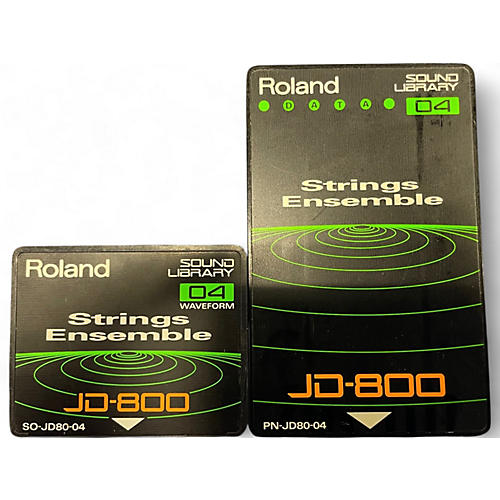 Roland
SOUND
LIBRARY
04
WAVEFORM
Strings
Ensemble
JD-800
SO-JD80-04
Roland
SOUND
LIBRARY
DATA
04
Strings
Ensemble
JD-800
PN-JD80-04